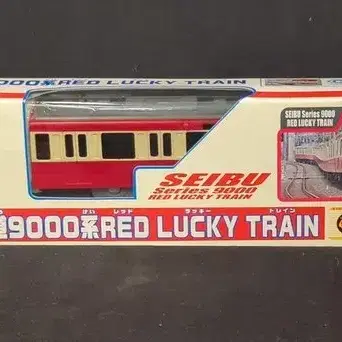 9000系RED LUCKY TRAIN
SEIBU Series 9000
RED LUCKY TRAIN
SEIBU
Series 9000
RED LUCKY TRAIN
けい レッド ラッキー トレイン
9000系RED LUCKY TRAIN